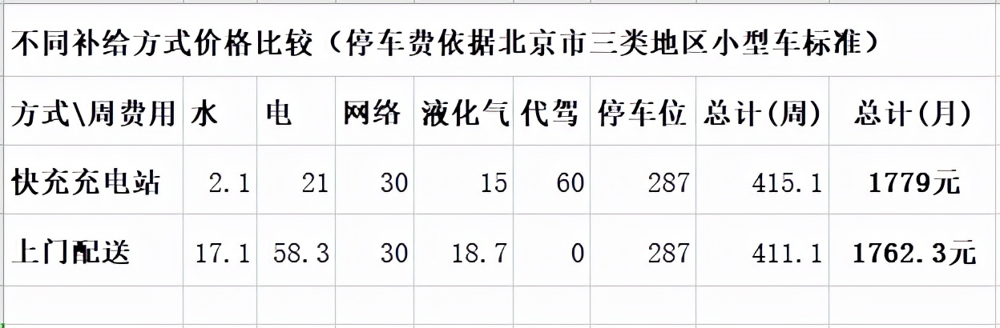 不同补给方式价格比较（停车费依据北京市三类地区小型车标准）
方式\周费用 水 电 网络 液化气 代驾 停车位 总计(周) 总计(月)
快充充电站 2.1 21 30 15 60 287 415.1 1779元
上门配送 17.1 58.3 30 18.7 0 287 411.1 1762.3元